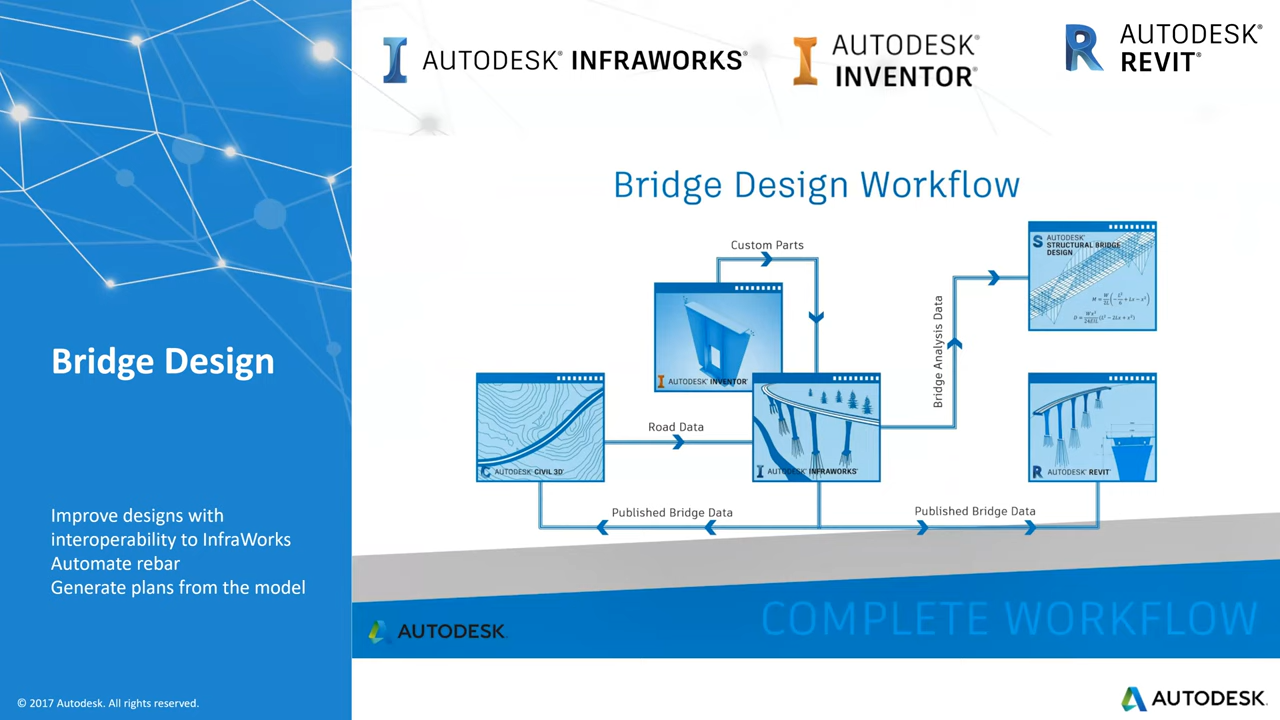 AUTODESK® INFRAWORKS®
AUTODESK®
INVENTOR®
AUTODESK®
REVIT®
Bridge Design Workflow
Custom Parts
AUTODESK®
STRUCTURAL BRIDGE
DESIGN
Bridge Analysis Data
AUTODESK® INVENTOR®
Bridge Design
Road Data
AUTODESK® CIVIL 3D®
AUTODESK® INFRAWORKS®
AUTODESK® REVIT®
Published Bridge Data
Published Bridge Data
Improve designs with
interoperability to InfraWorks
Automate rebar
Generate plans from the model
COMPLETE WORKFLOW
AUTODESK
© 2017 Autodesk. All rights reserved.
AUTODESK.